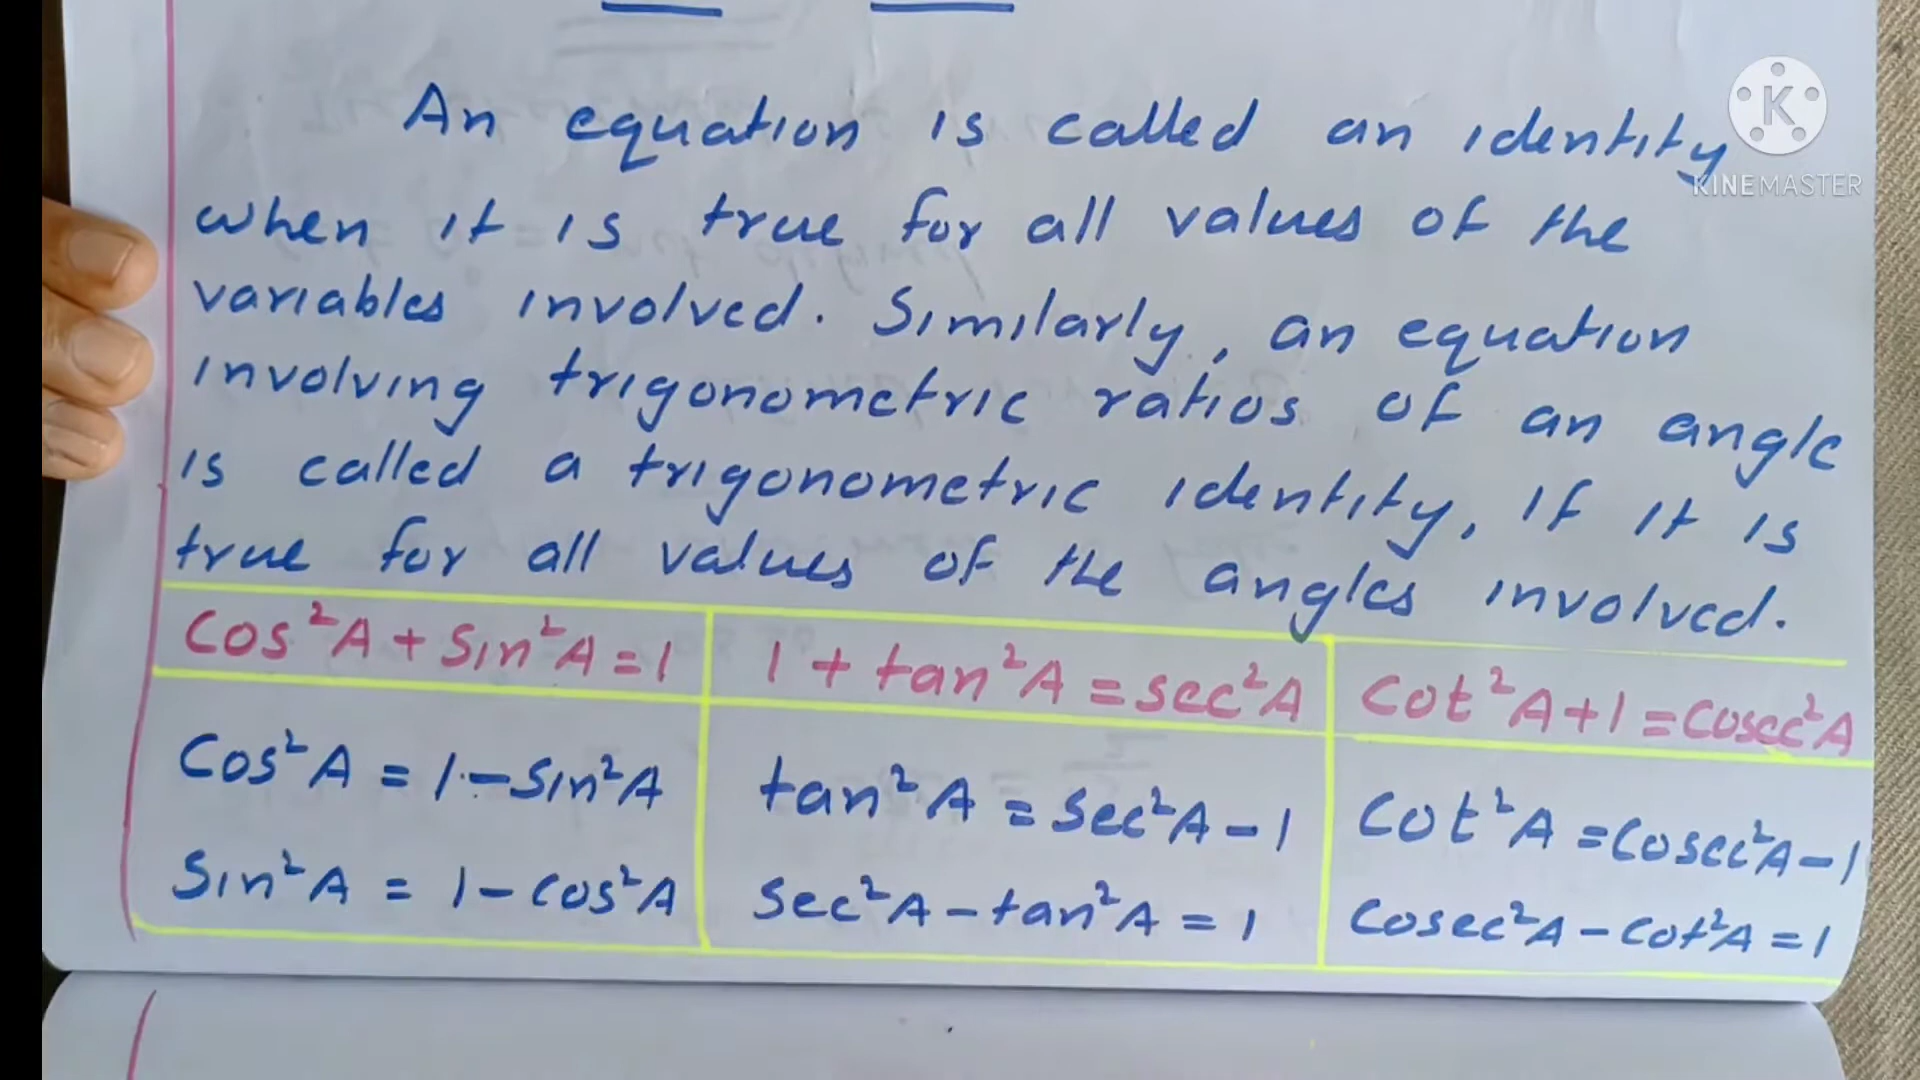 An equation is called an identity
when it is true for all values of the
variables involved. Similarly, an equation
involving trigonometric ratios of an angle
is called a trigonometric identity, if it is
true for all values of the angles involved.
Cos²A + Sin²A = 1
1 + tan²A = sec²A
Cot²A + 1 = Cosec²A
Cos²A = 1 - Sin²A
tan²A = Sec²A - 1
Cot²A = Cosec²A - 1
Sin²A = 1 - Cos²A
Sec²A - tan²A = 1
Cosec²A - Cot²A = 1
K
KINEMASTER